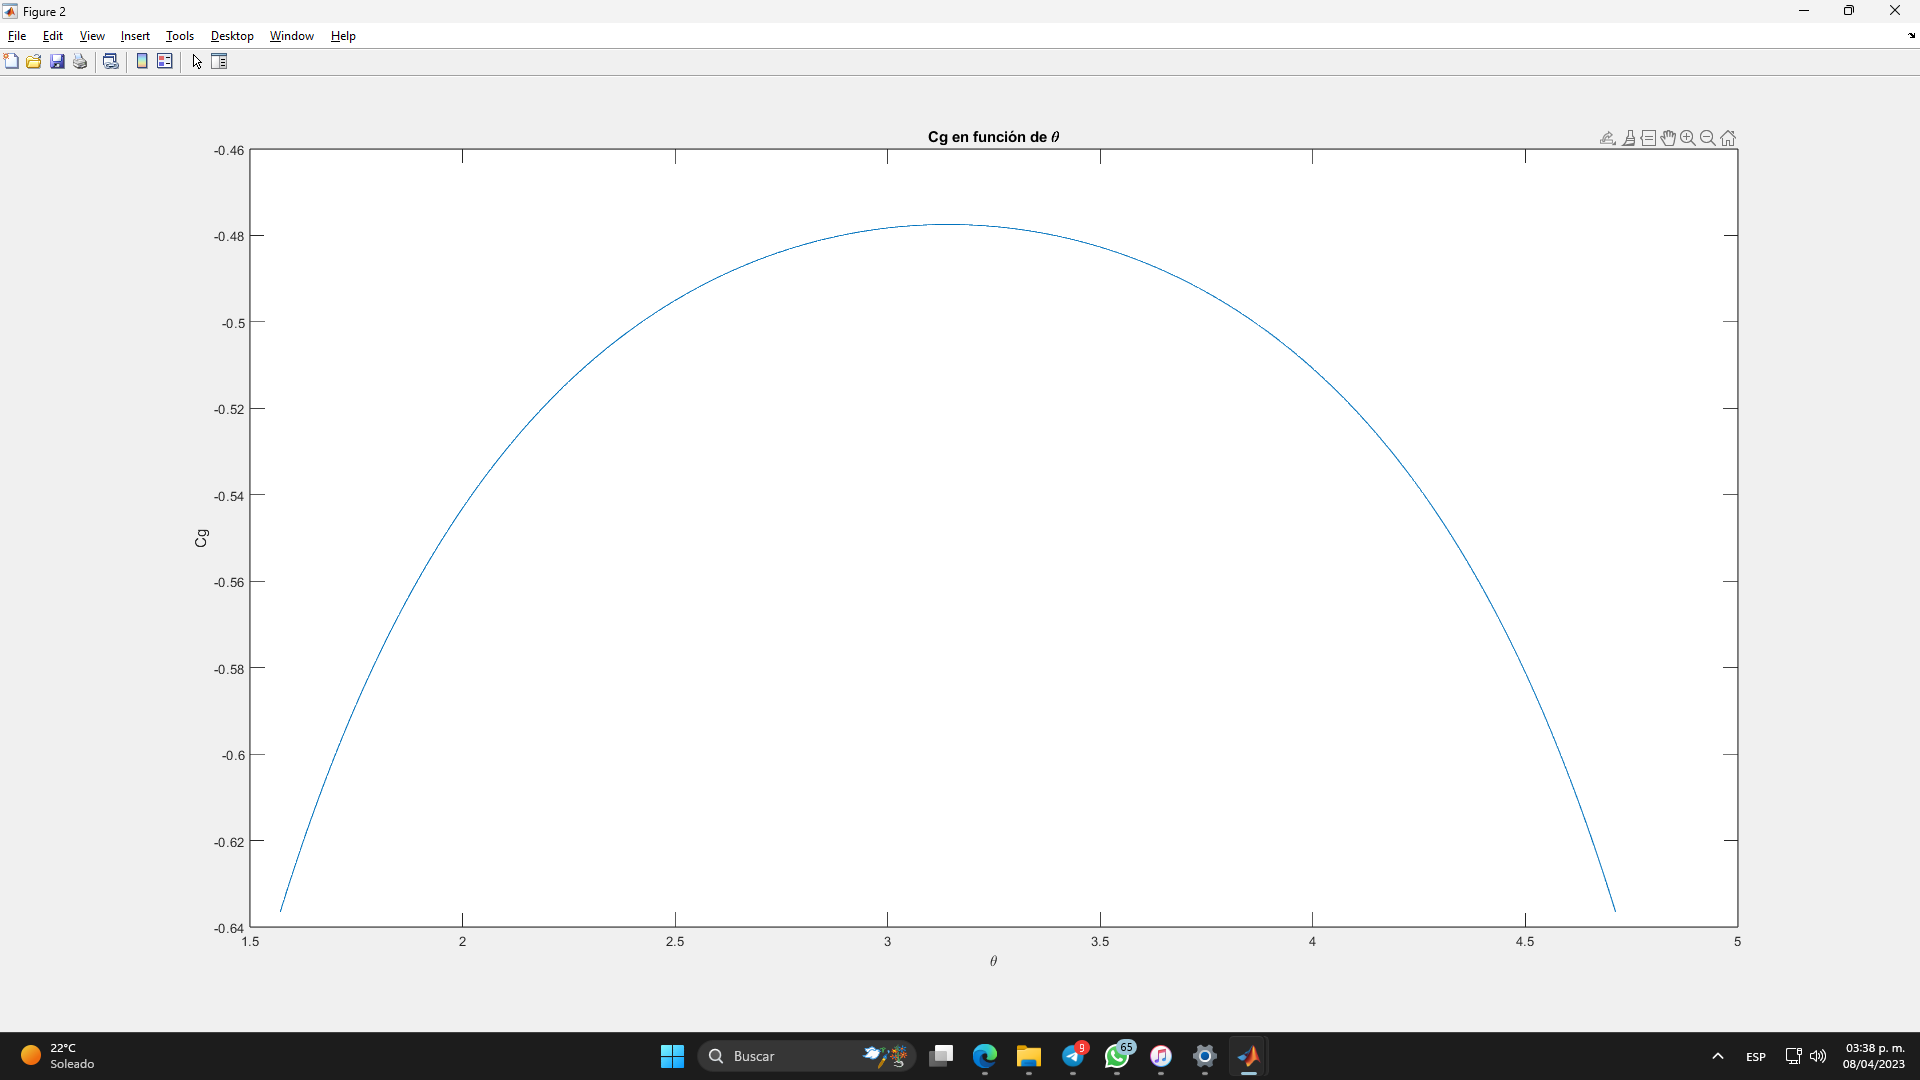 Figure 2
File Edit View Insert Tools Desktop Window Help
Cg en función de θ
-0.46
-0.48
-0.5
-0.52
-0.54
Cg
-0.56
-0.58
-0.6
-0.62
-0.64
1.5 2 2.5 3 3.5 4 4.5 5
θ
22°C
Soleado
Buscar
9
65
ESP
03:38 p. m.
08/04/2023